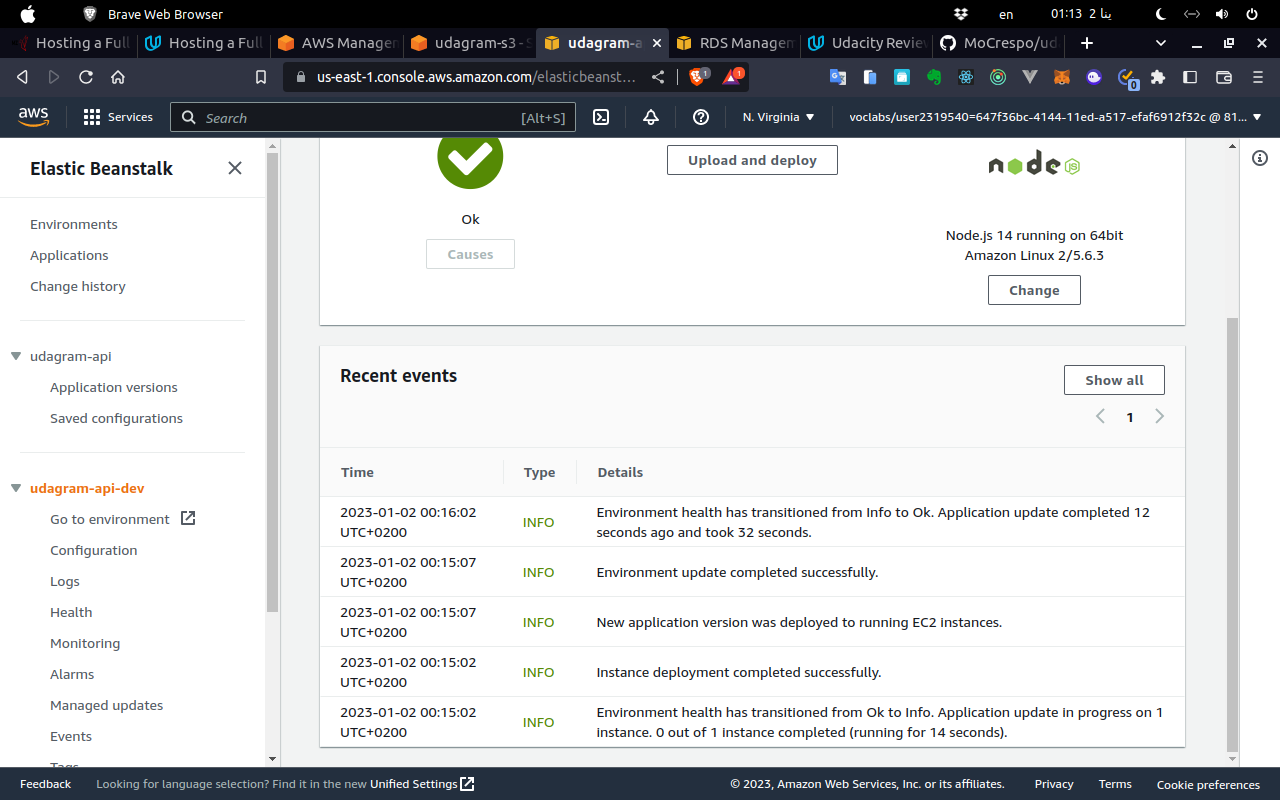 Brave Web Browser
en
01:13 2 ينا
Hosting a Full
Hosting a Full
AWS Manager
udagram-s3 - S
udagram-a
RDS Managem
Udacity Review
MoCrespo/ud
us-east-1.console.aws.amazon.com/elasticbeanst…
1
1
0
aws
Services
Search
[Alt+S]
N. Virginia
voclabs/user2319540=647f36bc-4144-11ed-a517-efaf6912f32c @ 81...
Elastic Beanstalk
Environments
Applications
Change history
udagram-api
Application versions
Saved configurations
udagram-api-dev
Go to environment
Configuration
Logs
Health
Monitoring
Alarms
Managed updates
Events
Tags
Ok
Causes
Upload and deploy
node
JS
Node.js 14 running on 64bit
Amazon Linux 2/5.6.3
Change
Recent events
Show all
1
Time Type Details
2023-01-02 00:16:02 UTC+0200 INFO Environment health has transitioned from Info to Ok. Application update completed 12
seconds ago and took 32 seconds.
2023-01-02 00:15:07 UTC+0200 INFO Environment update completed successfully.
2023-01-02 00:15:07 UTC+0200 INFO New application version was deployed to running EC2 instances.
2023-01-02 00:15:02 UTC+0200 INFO Instance deployment completed successfully.
2023-01-02 00:15:02 UTC+0200 INFO Environment health has transitioned from Ok to Info. Application update in progress on 1
instance. 0 out of 1 instance completed (running for 14 seconds).
Feedback
Looking for language selection? Find it in the new Unified Settings
© 2023, Amazon Web Services, Inc. or its affiliates.
Privacy
Terms
Cookie preferences